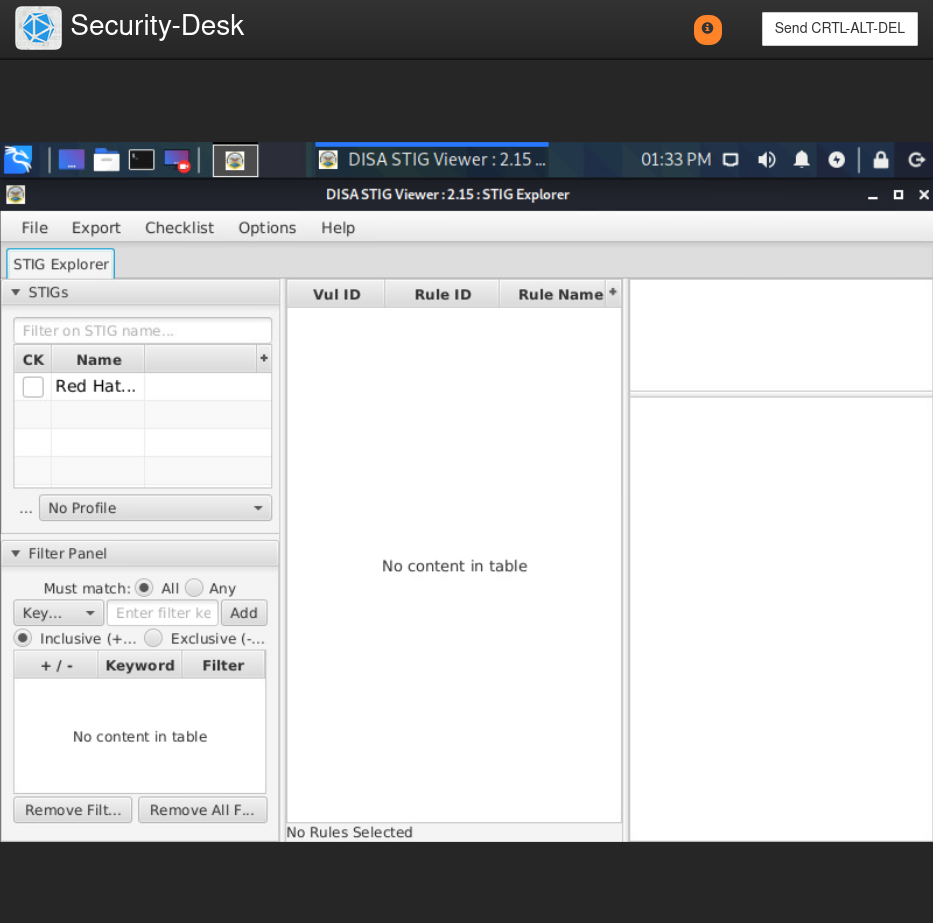 Security-Desk
Send CRTL-ALT-DEL
DISA STIG Viewer : 2.15 ...
01:33 PM
DISA STIG Viewer : 2.15 : STIG Explorer
File Export Checklist Options Help
STIG Explorer
STIGs
Filter on STIG name...
CK Name +
Red Hat...
... No Profile
Filter Panel
Must match: All Any
Key... Enter filter ke Add
Inclusive (+... Exclusive (-...
+ / - Keyword Filter
No content in table
Remove Filt... Remove All F...
Vul ID Rule ID Rule Name +
No content in table
No Rules Selected